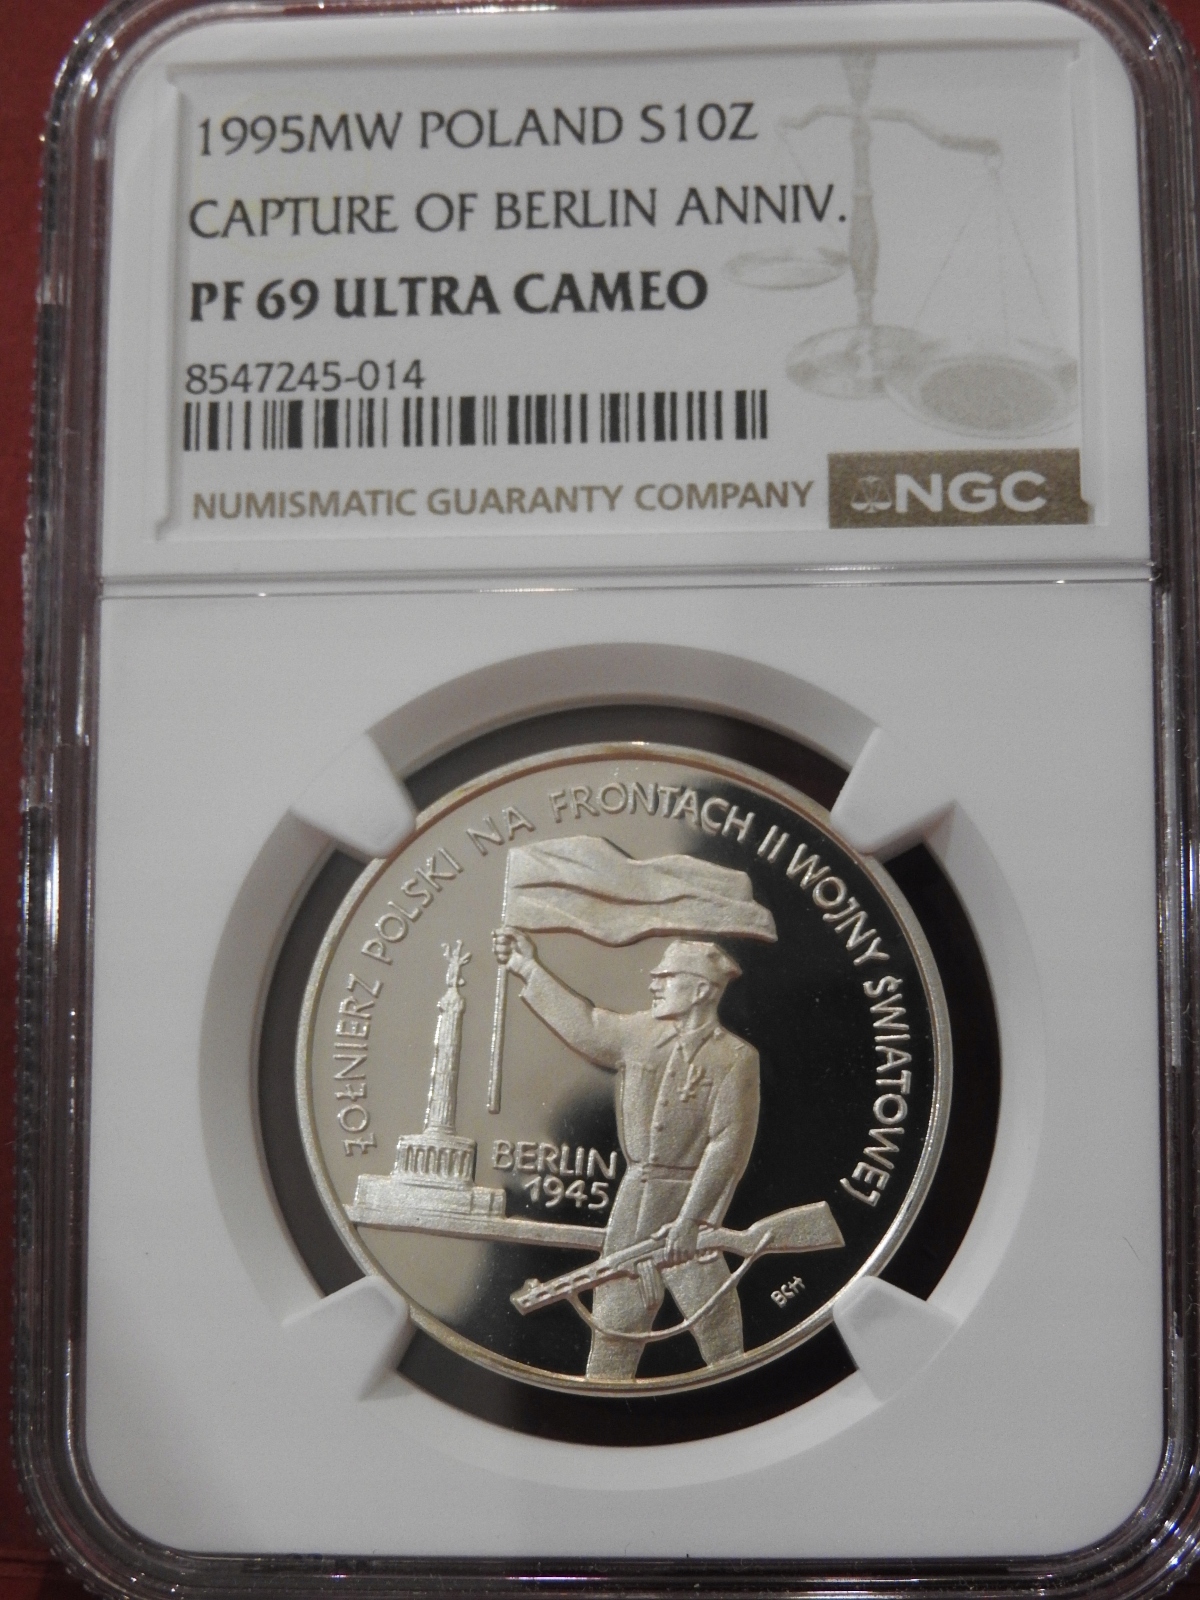 1995MW POLAND S10Z
CAPTURE OF BERLIN ANNIV.
PF 69 ULTRA CAMEO
8547245-014
NUMISMATIC GUARANTY COMPANY NGC
ŻOŁNIERZ POLSKI NA FRONTACH II WOJNY ŚWIATOWEJ
BERLIN
1945
BCH